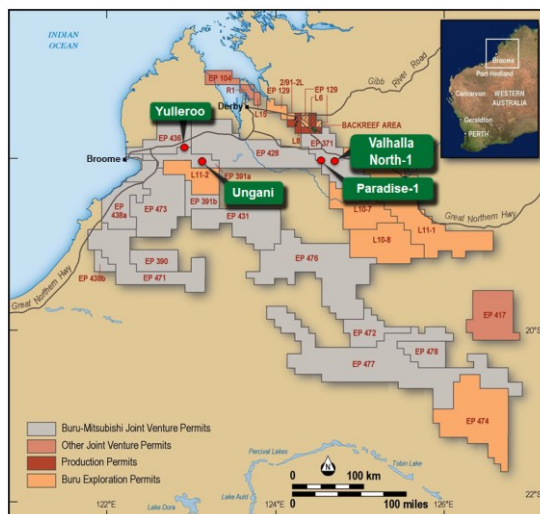 INDIAN
OCEAN
Broome
Port Hedland
Carnarvon
WESTERN
AUSTRALIA
Geraldton
PERTH
EP 104
R1
L15
Derby
2/91-2L
EP 129
EP 129
L6
Gibb River Road
BACKREEF AREA
L8
EP 371
Yulleroo
EP 436
Broome
EP 428
Valhalla
North-1
Paradise-1
Ungani
L11-2
EP 391a
EP 391b
EP 431
EP
438a
EP 473
L10-7
L10-8
L11-1
Great Northern Hwy
EP 390
EP 471
EP 438b
Great Northern Hwy
EP 476
EP 417
20°S
EP 472
EP 478
EP 477
EP 474
Buru-Mitsubishi Joint Venture Permits
Other Joint Venture Permits
Production Permits
Buru Exploration Permits
Percival Lakes
Tobin Lake
N
0 100 km
0 100 miles
Lake Dora
Lake Auld
122°E
124°E
126°E
22°S